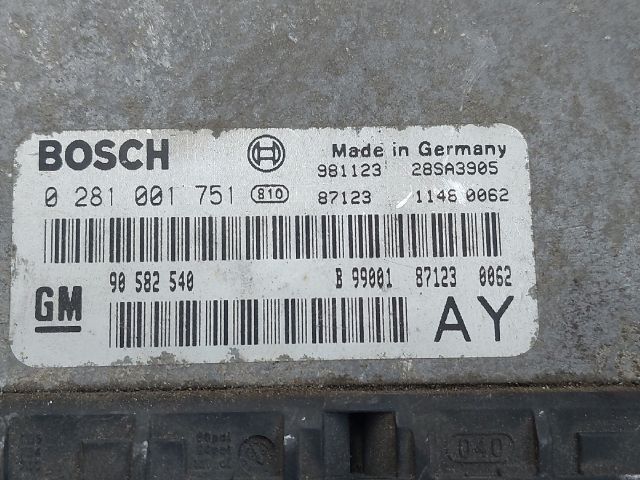 BOSCH Made in Germany
981123 28SA3905
0 281 001 751 810 87123 1148 0062
90 582 540 B 99001 87123 0062
GM AY
040